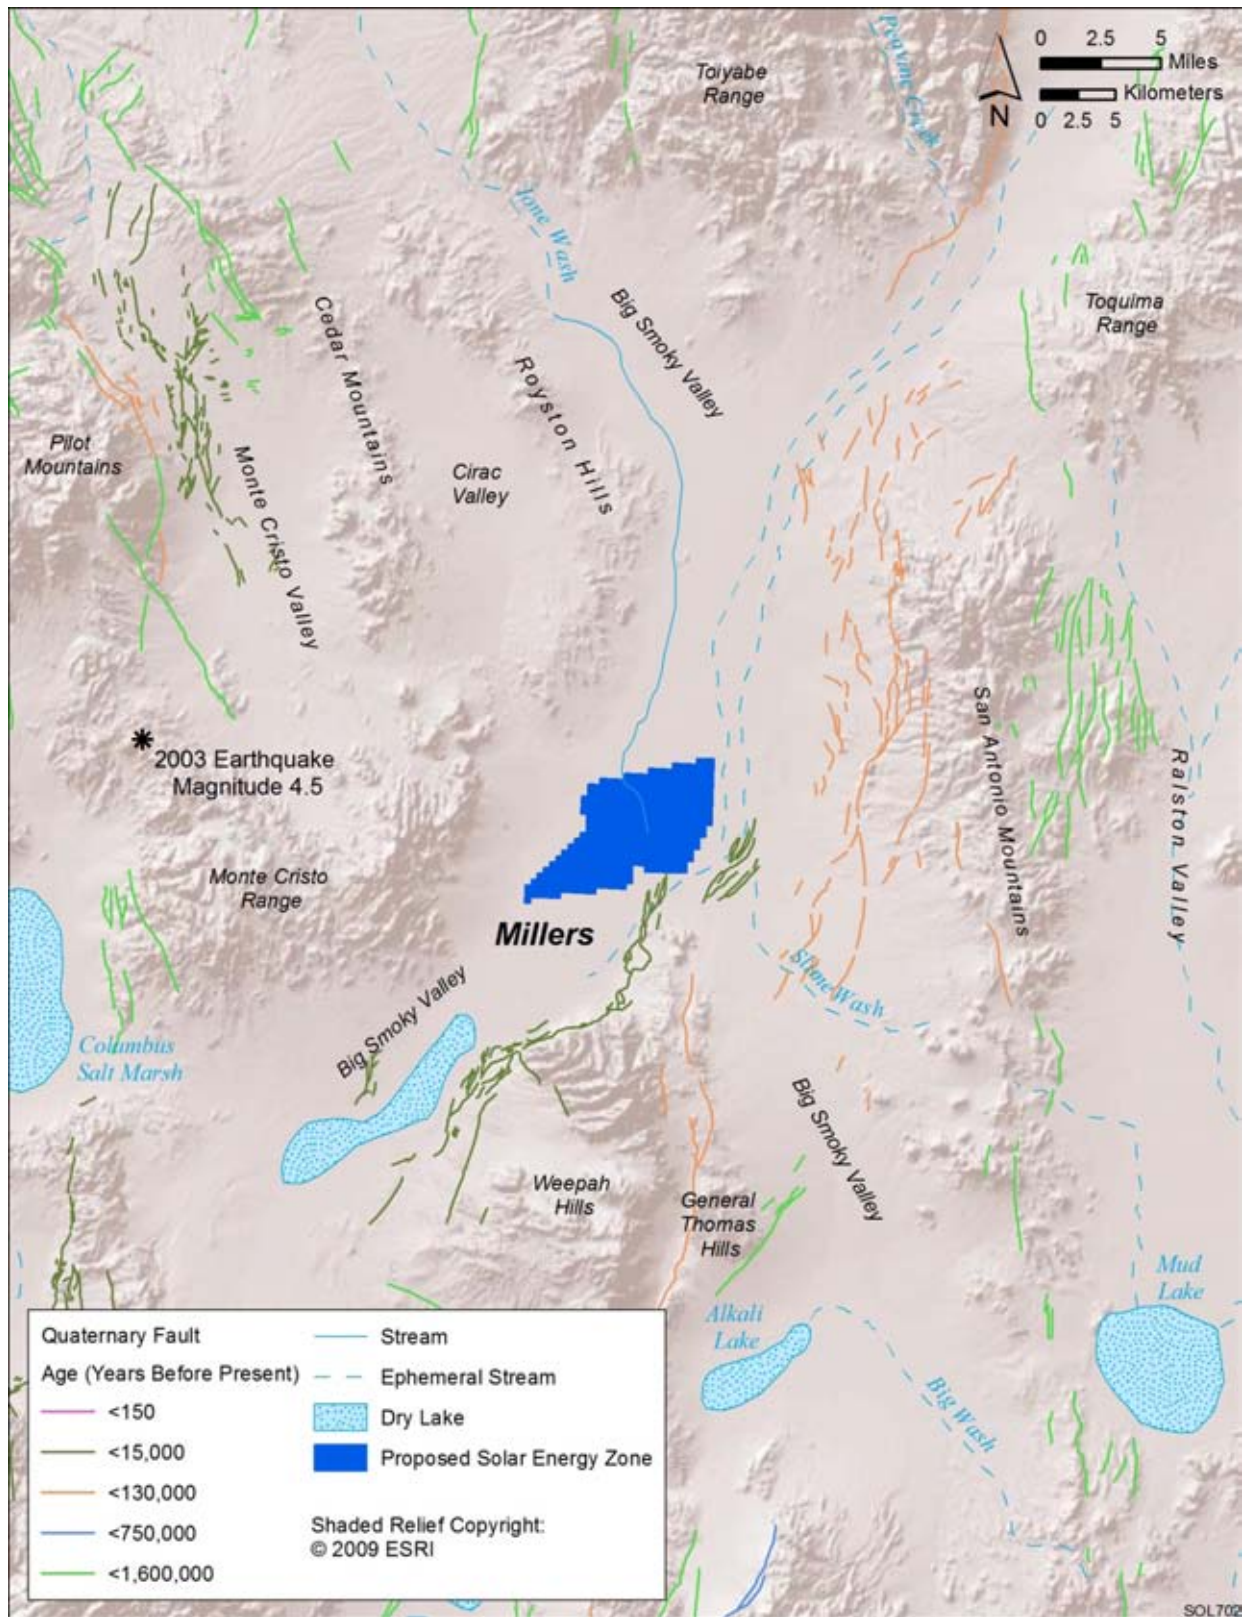 Toiyabe
Range
Peavine Creek
0 2.5 5
Miles
Kilometers
0 2.5 5
N
Ione Wash
Big Smoky Valley
Toquima
Range
Cedar Mountains
Royston Hills
Pilot
Mountains
Monte Cristo Valley
Cirac
Valley
San Antonio Mountains
Ralston Valley
2003 Earthquake
Magnitude 4.5
Monte Cristo
Range
Millers
Slime Wash
Big Smoky Valley
Columbus
Salt Marsh
Big Smoky Valley
Weepah
Hills
General
Thomas
Hills
Mud
Lake
Alkali
Lake
Big Wash
Quaternary Fault
Age (Years Before Present)
<150
<15,000
<130,000
<750,000
<1,600,000
Stream
Ephemeral Stream
Dry Lake
Proposed Solar Energy Zone
Shaded Relief Copyright:
© 2009 ESRI
SOL702